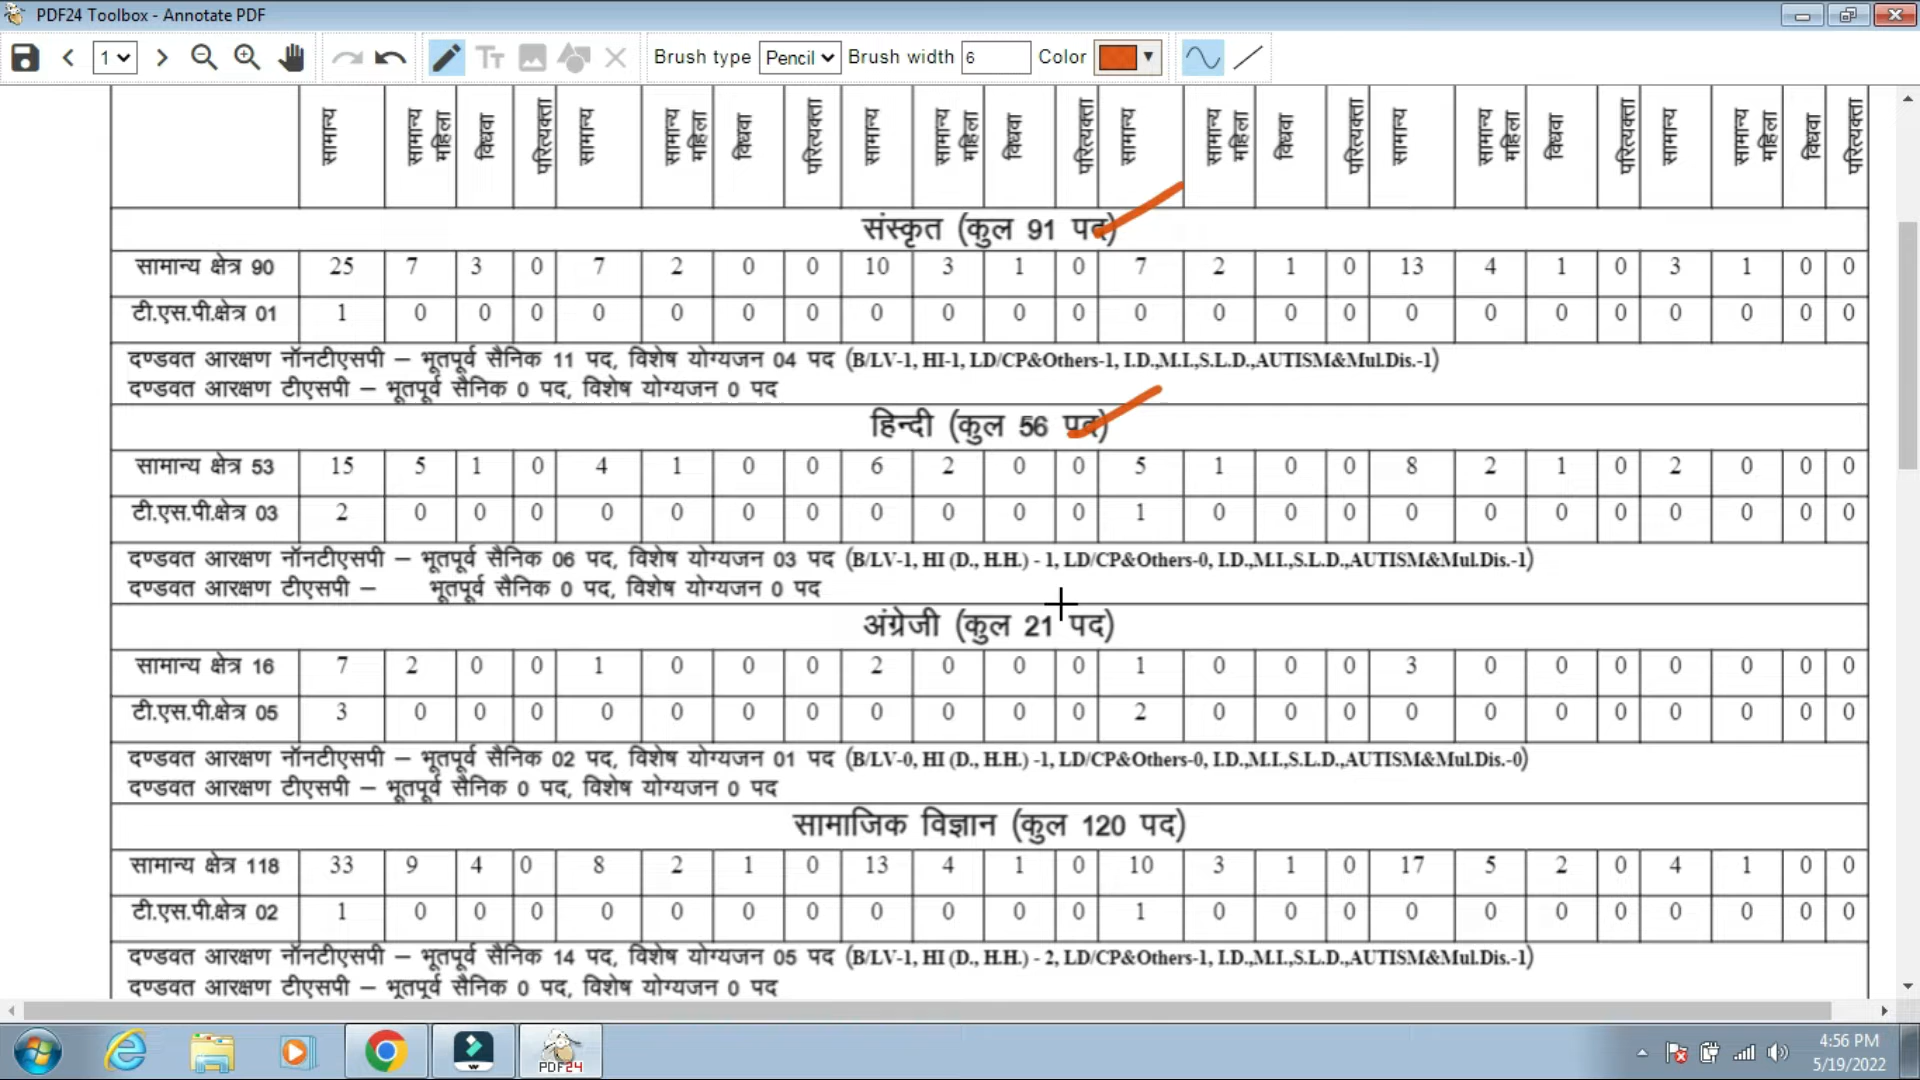 PDF24 Toolbox - Annotate PDF
1 Brush type Pencil Brush width 6 Color
सामान्य सामान्य महिला विधवा परित्यक्ता सामान्य सामान्य महिला विधवा परित्यक्ता सामान्य सामान्य महिला विधवा परित्यक्ता सामान्य सामान्य महिला विधवा परित्यक्ता सामान्य सामान्य महिला विधवा परित्यक्ता सामान्य सामान्य महिला विधवा परित्यक्ता
संस्कृत (कुल 91 पद)
सामान्य क्षेत्र 90 25 7 3 0 7 2 0 0 10 3 1 0 7 2 1 0 13 4 1 0 3 1 0 0
टी.एस.पी.क्षेत्र 01 1 0 0 0 0 0 0 0 0 0 0 0 0 0 0 0 0 0 0 0 0 0 0 0
दण्डवत आरक्षण नॉनटीएसपी – भूतपूर्व सैनिक 11 पद, विशेष योग्यजन 04 पद (B/LV-1, HI-1, LD/CP&Others-1, I.D.,M.I.,S.L.D.,AUTISM&Mul.Dis.-1)
दण्डवत आरक्षण टीएसपी – भूतपूर्व सैनिक 0 पद, विशेष योग्यजन 0 पद
हिन्दी (कुल 56 पद)
सामान्य क्षेत्र 53 15 5 1 0 4 1 0 0 6 2 0 0 5 1 0 0 8 2 1 0 2 0 0 0
टी.एस.पी.क्षेत्र 03 2 0 0 0 0 0 0 0 0 0 0 0 1 0 0 0 0 0 0 0 0 0 0 0
दण्डवत आरक्षण नॉनटीएसपी – भूतपूर्व सैनिक 06 पद, विशेष योग्यजन 03 पद (B/LV-1, HI (D., H.H.) - 1, LD/CP&Others-0, I.D.,M.I.,S.L.D.,AUTISM&Mul.Dis.-1)
दण्डवत आरक्षण टीएसपी – भूतपूर्व सैनिक 0 पद, विशेष योग्यजन 0 पद
अंग्रेजी (कुल 21 पद)
सामान्य क्षेत्र 16 7 2 0 0 1 0 0 0 2 0 0 0 1 0 0 0 3 0 0 0 0 0 0 0
टी.एस.पी.क्षेत्र 05 3 0 0 0 0 0 0 0 0 0 0 0 2 0 0 0 0 0 0 0 0 0 0 0
दण्डवत आरक्षण नॉनटीएसपी – भूतपूर्व सैनिक 02 पद, विशेष योग्यजन 01 पद (B/LV-0, HI (D., H.H.) -1, LD/CP&Others-0, I.D.,M.I.,S.L.D.,AUTISM&Mul.Dis.-0)
दण्डवत आरक्षण टीएसपी – भूतपूर्व सैनिक 0 पद, विशेष योग्यजन 0 पद
सामाजिक विज्ञान (कुल 120 पद)
सामान्य क्षेत्र 118 33 9 4 0 8 2 1 0 13 4 1 0 10 3 1 0 17 5 2 0 4 1 0 0
टी.एस.पी.क्षेत्र 02 1 0 0 0 0 0 0 0 0 0 0 0 1 0 0 0 0 0 0 0 0 0 0 0
दण्डवत आरक्षण नॉनटीएसपी – भूतपूर्व सैनिक 14 पद, विशेष योग्यजन 05 पद (B/LV-1, HI (D., H.H.) - 2, LD/CP&Others-1, I.D.,M.I.,S.L.D.,AUTISM&Mul.Dis.-1)
दण्डवत आरक्षण टीएसपी – भूतपूर्व सैनिक 0 पद, विशेष योग्यजन 0 पद
PDF24
4:56 PM
5/19/2022